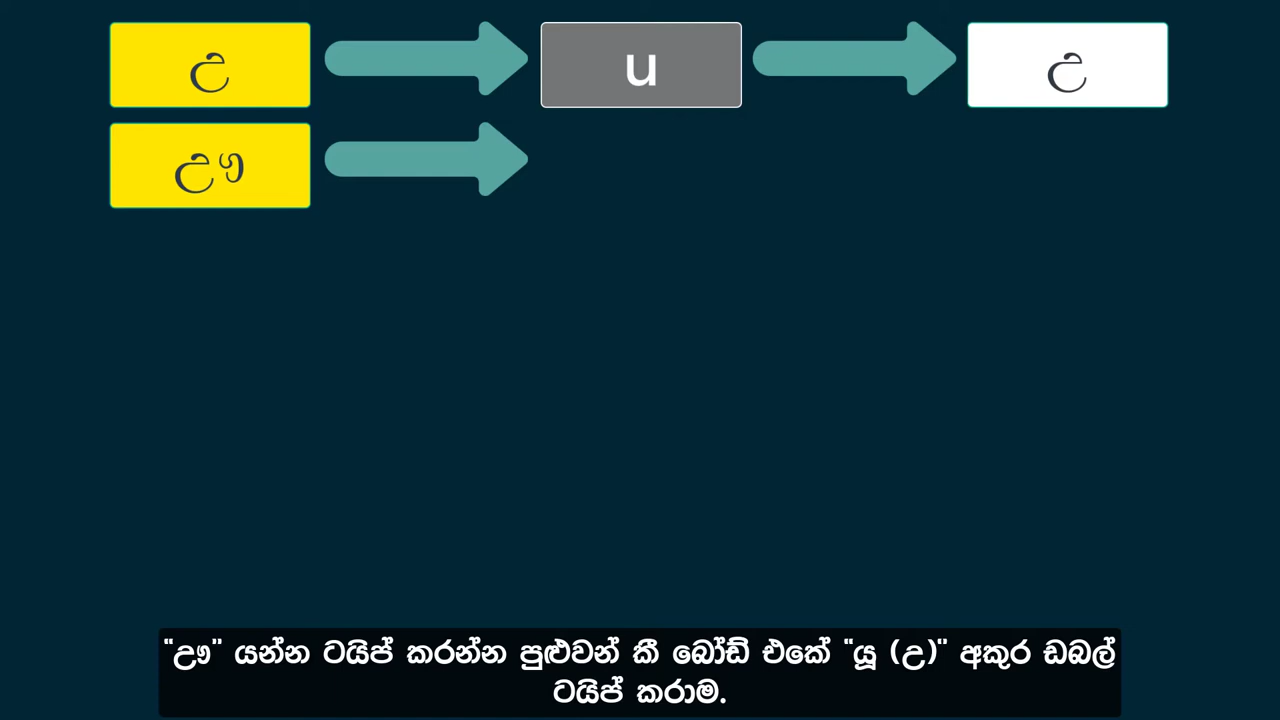 උ u උ
ඌ
“ඌ” යන්න ටයිප් කරන්න පුළුවන් කී බෝඩ් එකේ “යූ (උ)” අකුර ඩබල්
ටයිප් කරාම.